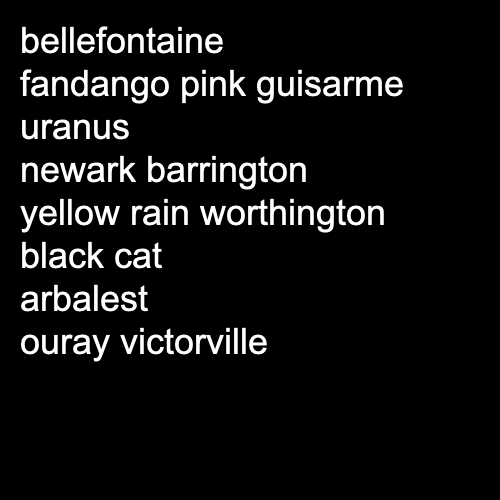 bellefontaine
fandango pink guisarme
uranus
newark barrington
yellow rain worthington
black cat
arbalest
ouray victorville